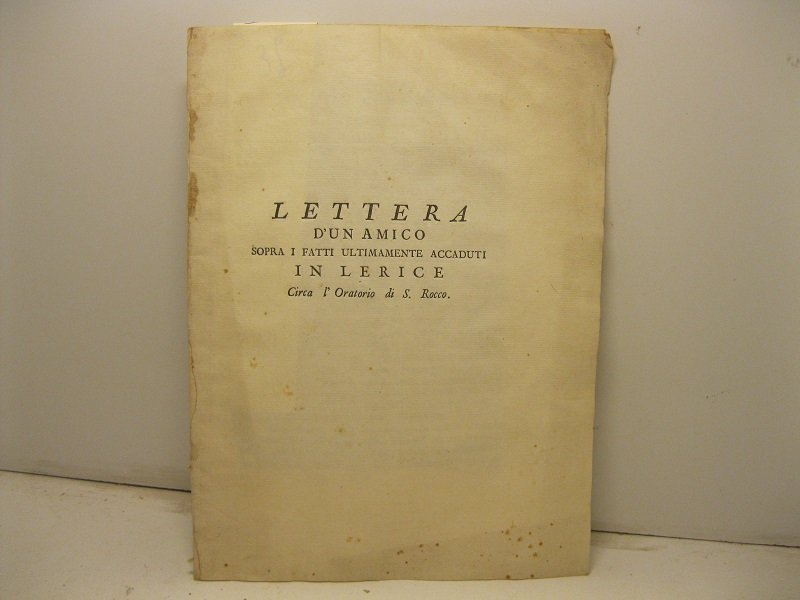 LETTERA
D'UN AMICO
SOPRA I FATTI ULTIMAMENTE ACCADUTI
IN LERICE
Circa l'Oratorio di S. Rocco.